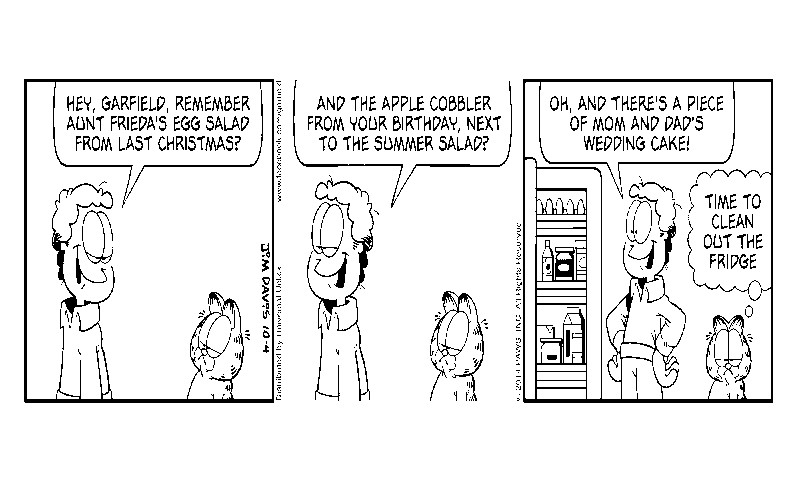 HEY, GARFIELD, REMEMBER
AUNT FRIEDA'S EGG SALAD
FROM LAST CHRISTMAS?
JIM DAVIS 10-4
AND THE APPLE COBBLER
FROM YOUR BIRTHDAY, NEXT
TO THE SUMMER SALAD?
OH, AND THERE'S A PIECE
OF MOM AND DAD'S
WEDDING CAKE!
TIME TO
CLEAN
OUT THE
FRIDGE